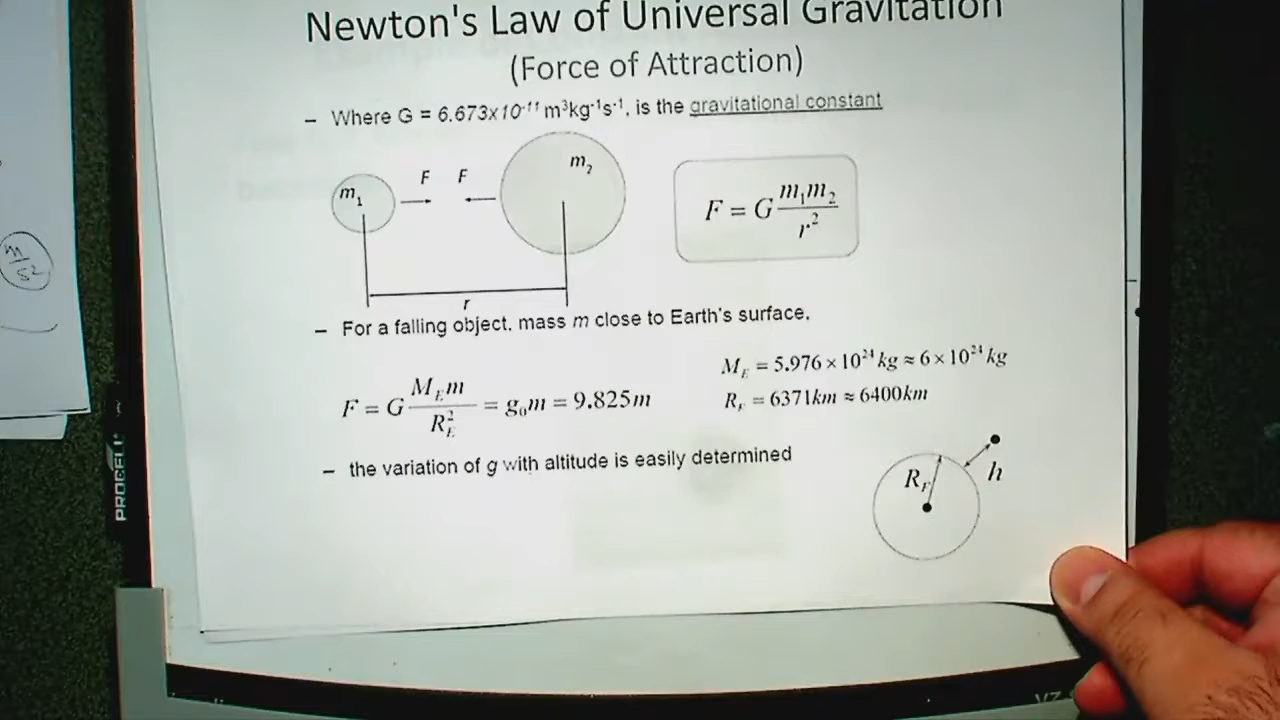 Newton's Law of Universal Gravitation
(Force of Attraction)
– Where G = 6.673x10⁻¹¹ m³kg⁻¹s⁻¹, is the gravitational constant
m₁ F F m₂
F = G m₁m₂ / r²
r
– For a falling object, mass m close to Earth's surface,
M_E = 5.976 × 10²⁴ kg ≈ 6 × 10²⁴ kg
F = G M_E m / R_E² = g₀m = 9.825m
R_E = 6371km ≈ 6400km
– the variation of g with altitude is easily determined
R_E h
m/s²
PROCELL